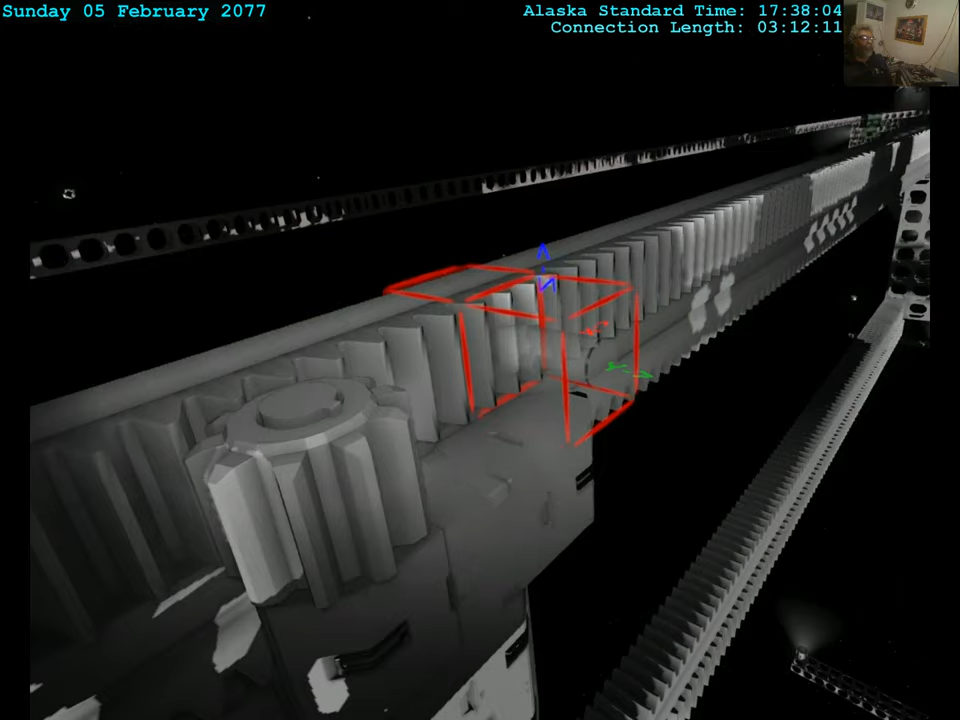 Sunday 05 February 2077
Alaska Standard Time: 17:38:04
Connection Length: 03:12:11